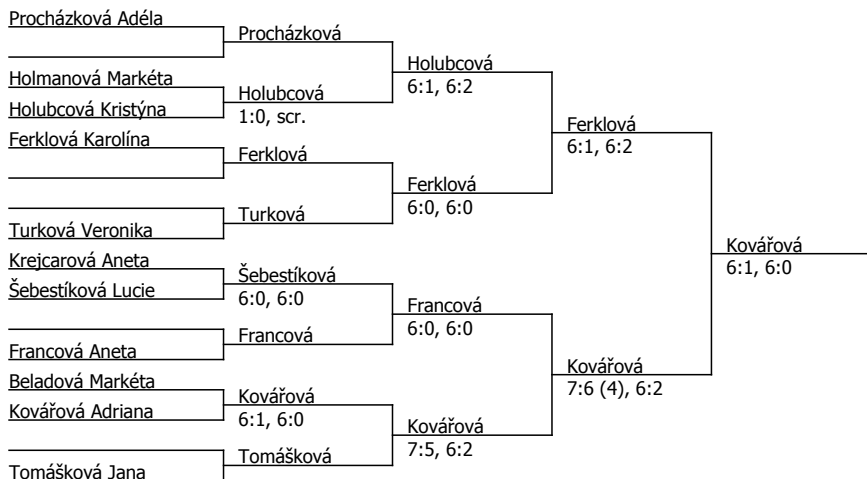 Procházková Adéla
Procházková
Holubcová
6:1, 6:2
Holmanová Markéta
Holubcová Kristýna
Holubcová
1:0, scr.
Ferklová
6:1, 6:2
Ferklová Karolína
Ferklová
Ferklová
6:0, 6:0
Turková
Turková Veronika
Kovářová
6:1, 6:0
Krejcarová Aneta
Šebestíková Lucie
Šebestíková
6:0, 6:0
Francová
6:0, 6:0
Francová
Francová Aneta
Kovářová
7:6 (4), 6:2
Beladová Markéta
Kovářová Adriana
Kovářová
6:1, 6:0
Kovářová
7:5, 6:2
Tomášková
Tomášková Jana